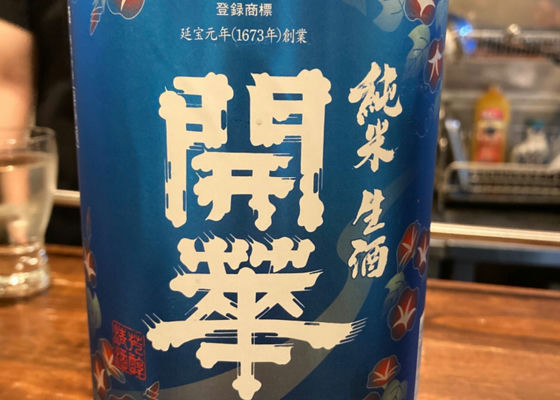 登録商標
延宝元年(1673年)創業
開華
純米 生酒